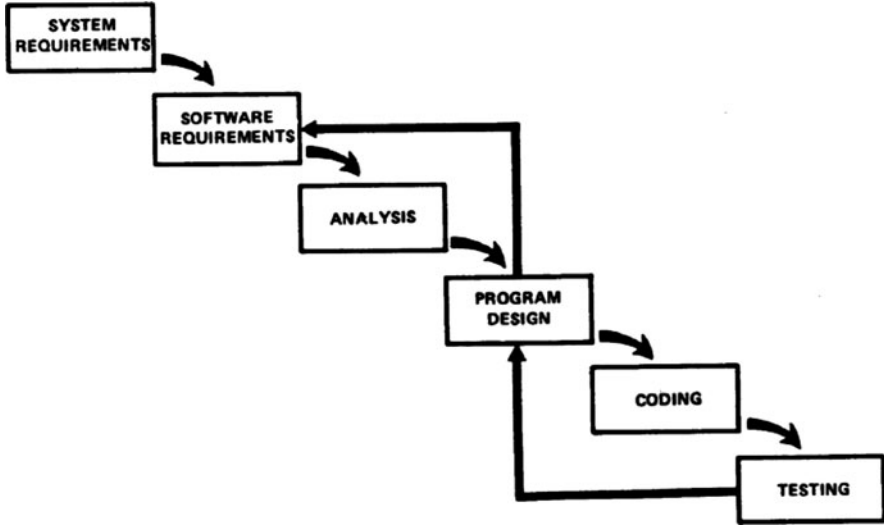 SYSTEM
REQUIREMENTS
SOFTWARE
REQUIREMENTS
ANALYSIS
PROGRAM
DESIGN
CODING
TESTING